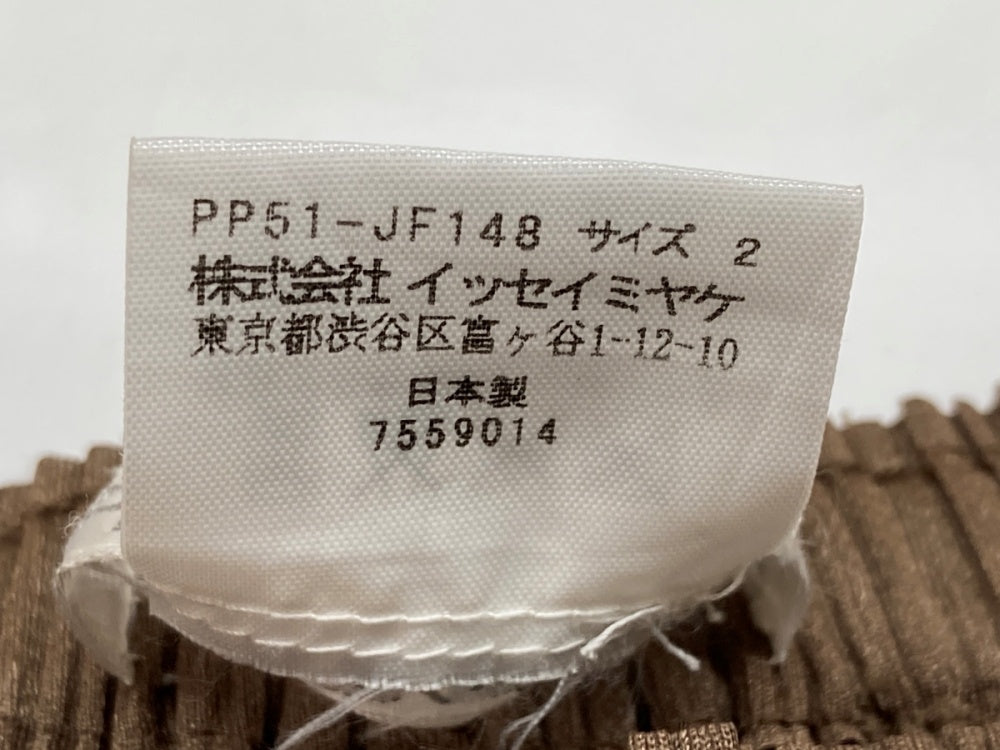 PP51-JF148 サイズ 2
株式会社 イッセイミヤケ
東京都渋谷区富ヶ谷1-12-10
日本製
7559014